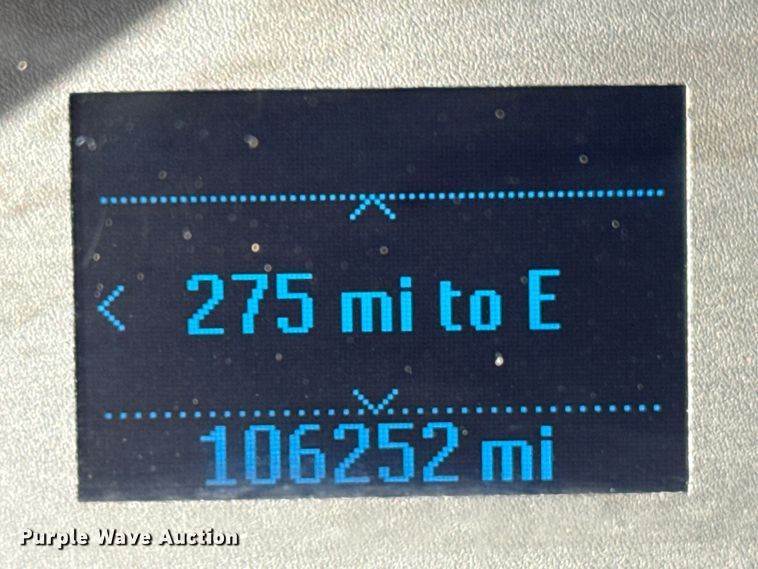 275 mi to E
106252 mi
Purple Wave Auction